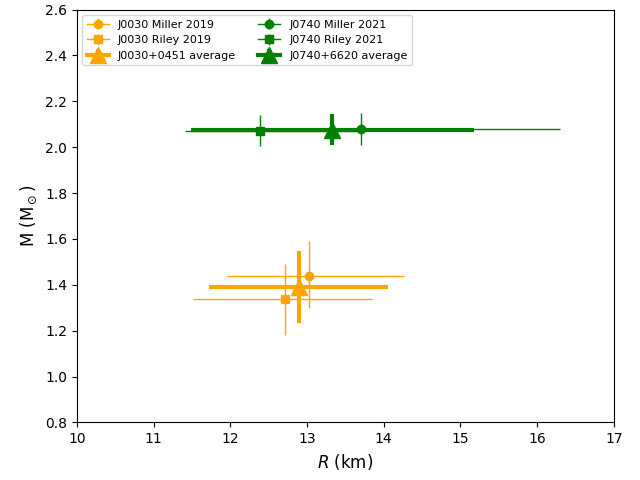 J0030 Miller 2019
J0030 Riley 2019
J0030+0451 average
J0740 Miller 2021
J0740 Riley 2021
J0740+6620 average
2.6
2.4
2.2
2.0
1.8
1.6
1.4
1.2
1.0
0.8
M (M⊙)
10 11 12 13 14 15 16 17
R (km)